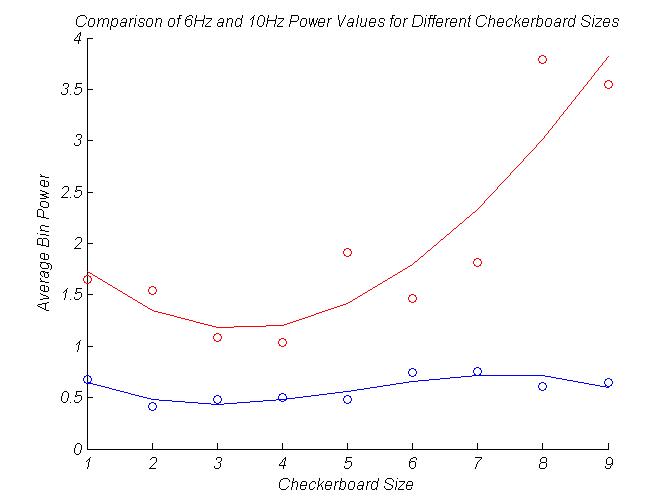 Comparison of 6Hz and 10Hz Power Values for Different Checkerboard Sizes
4
3.5
3
2.5
2
1.5
1
0.5
0
Average Bin Power
1 2 3 4 5 6 7 8 9
Checkerboard Size